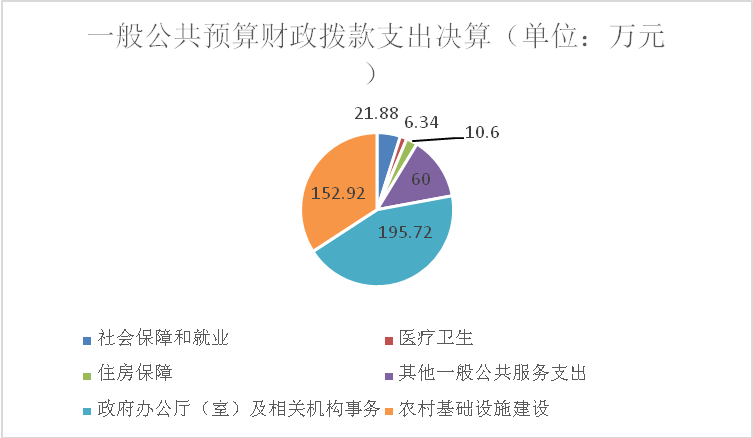 一般公共预算财政拨款支出决算（单位：万元
）
21.88
6.34
10.6
60
152.92
195.72
社会保障和就业
医疗卫生
住房保障
其他一般公共服务支出
政府办公厅（室）及相关机构事务
农村基础设施建设